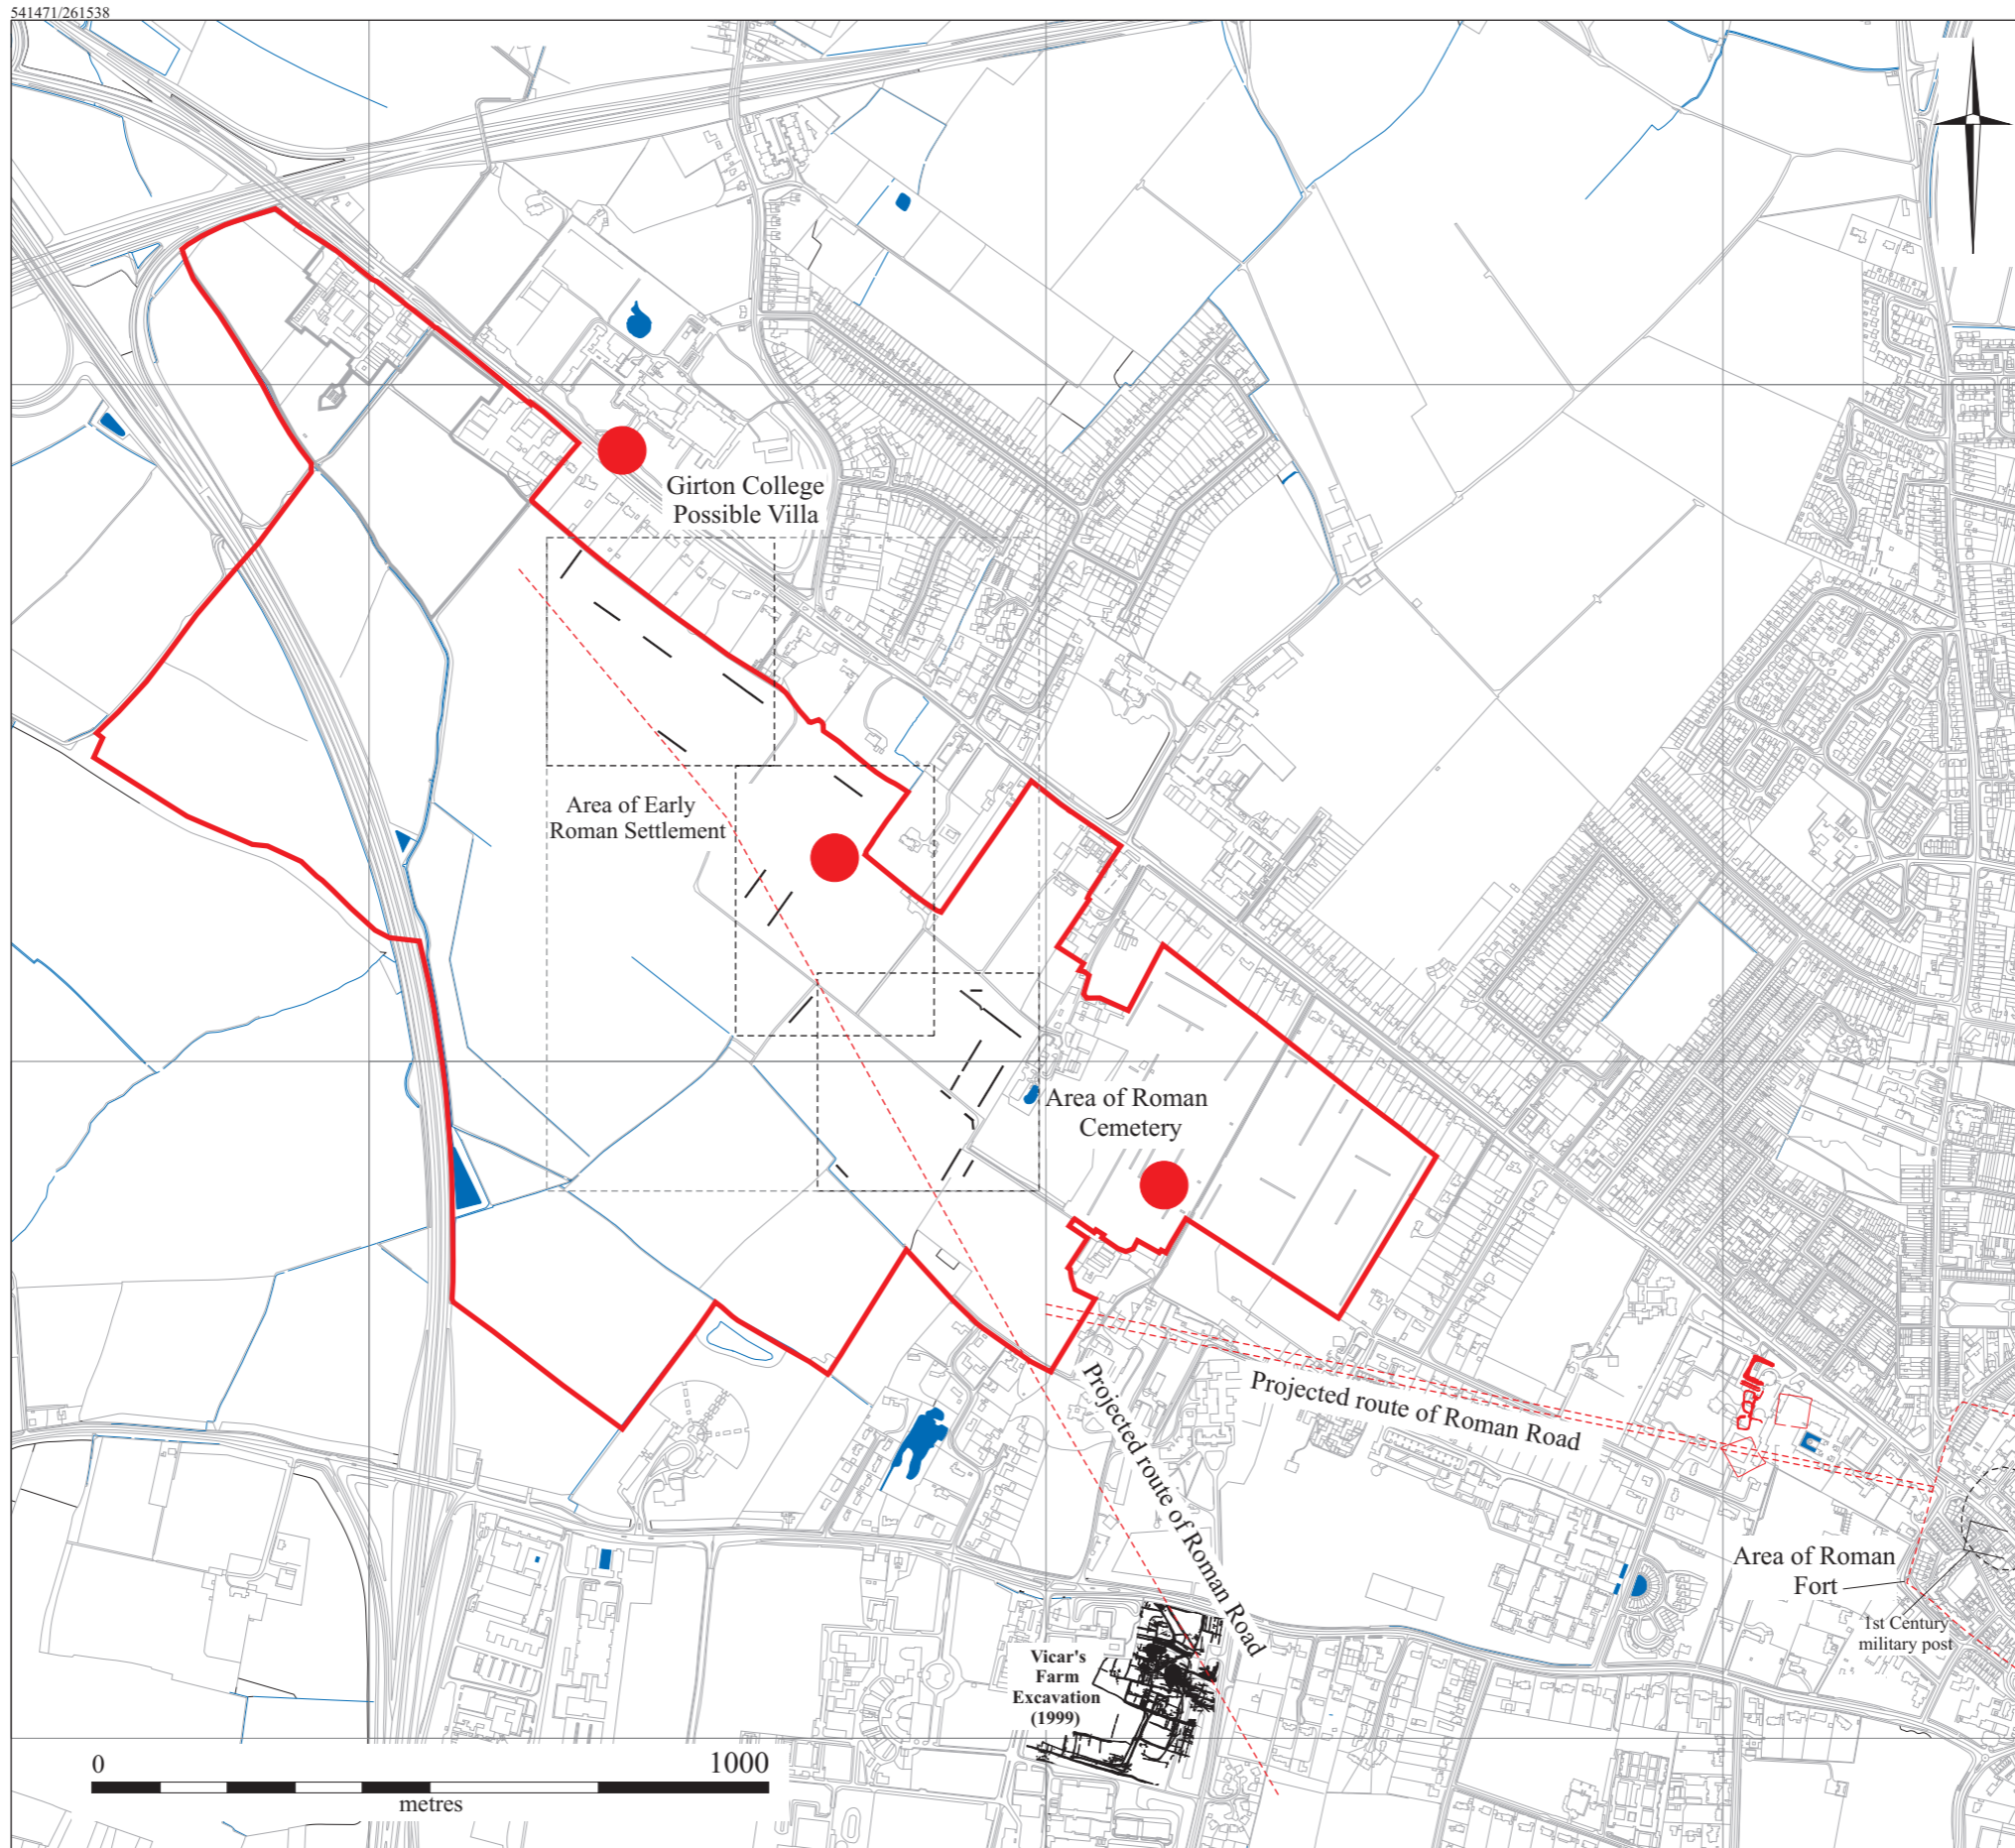 541471/261538
Girton College
Possible Villa
Area of Early
Roman Settlement
Area of Roman
Cemetery
Projected route of Roman Road
Projected route of Roman Road
Area of Roman
Fort
1st Century
military post
Vicar's
Farm
Excavation
(1999)
0 1000
metres